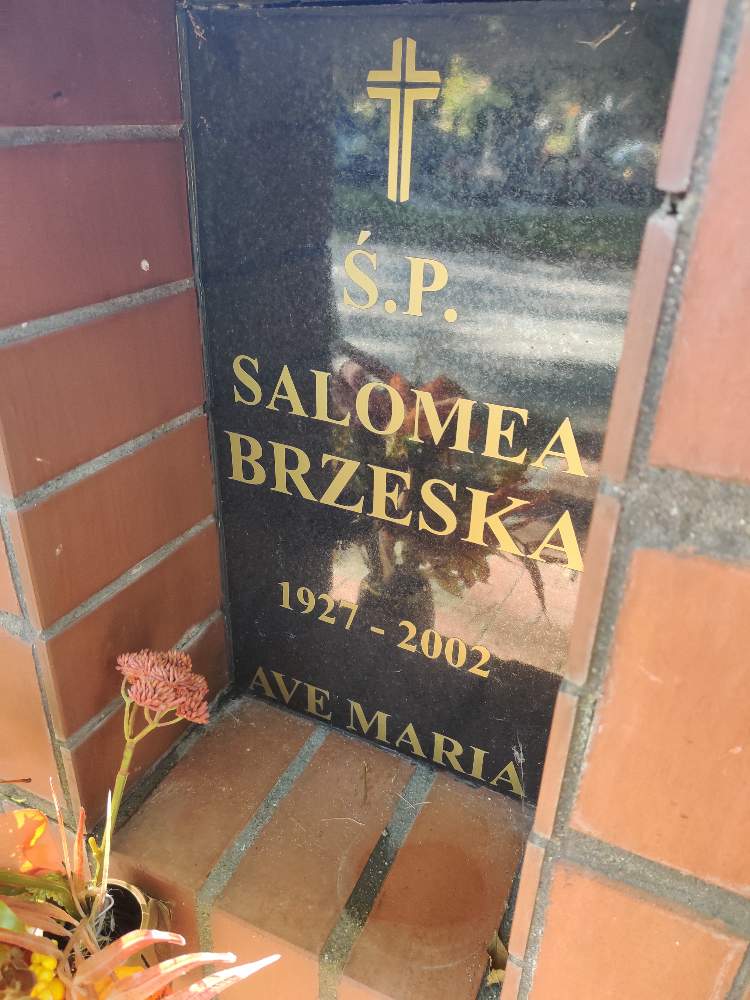 Ś.P.
SALOMEA
BRZESKA
1927 - 2002
AVE MARIA